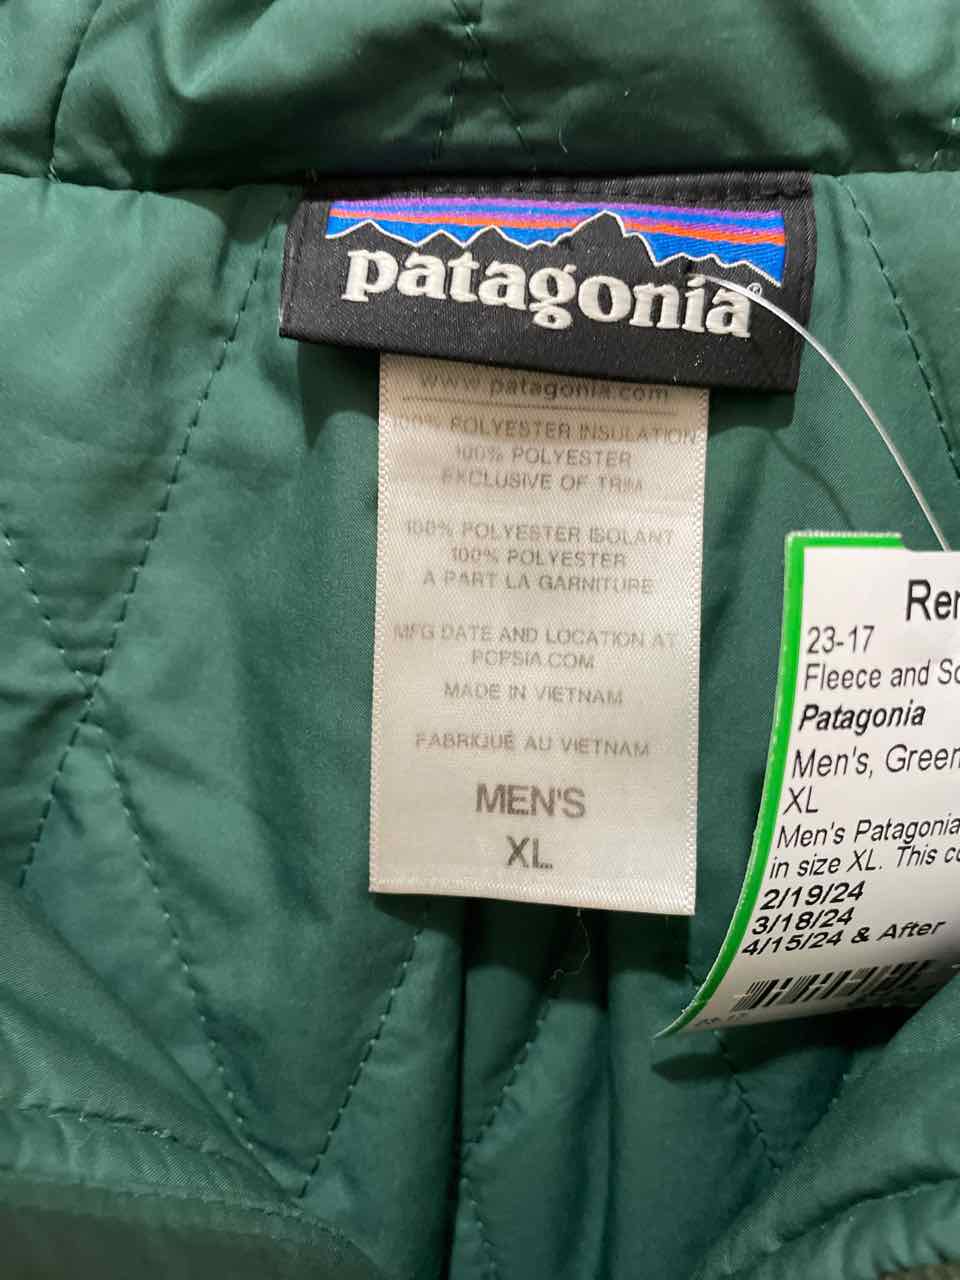 patagonia®
www.patagonia.com
100% POLYESTER INSULATION
100% POLYESTER
EXCLUSIVE OF TRIM
100% POLYESTER ISOLANT
100% POLYESTER
À PART LA GARNITURE
MFG DATE AND LOCATION AT
PCPSIA.COM
MADE IN VIETNAM
FABRIQUÉ AU VIETNAM
MEN'S
XL
23-17
Fleece and
Patagonia
Men's, Green
XL
Men's Patagonia
in size XL. This
2/19/24
3/18/24
4/15/24 & After
23-17